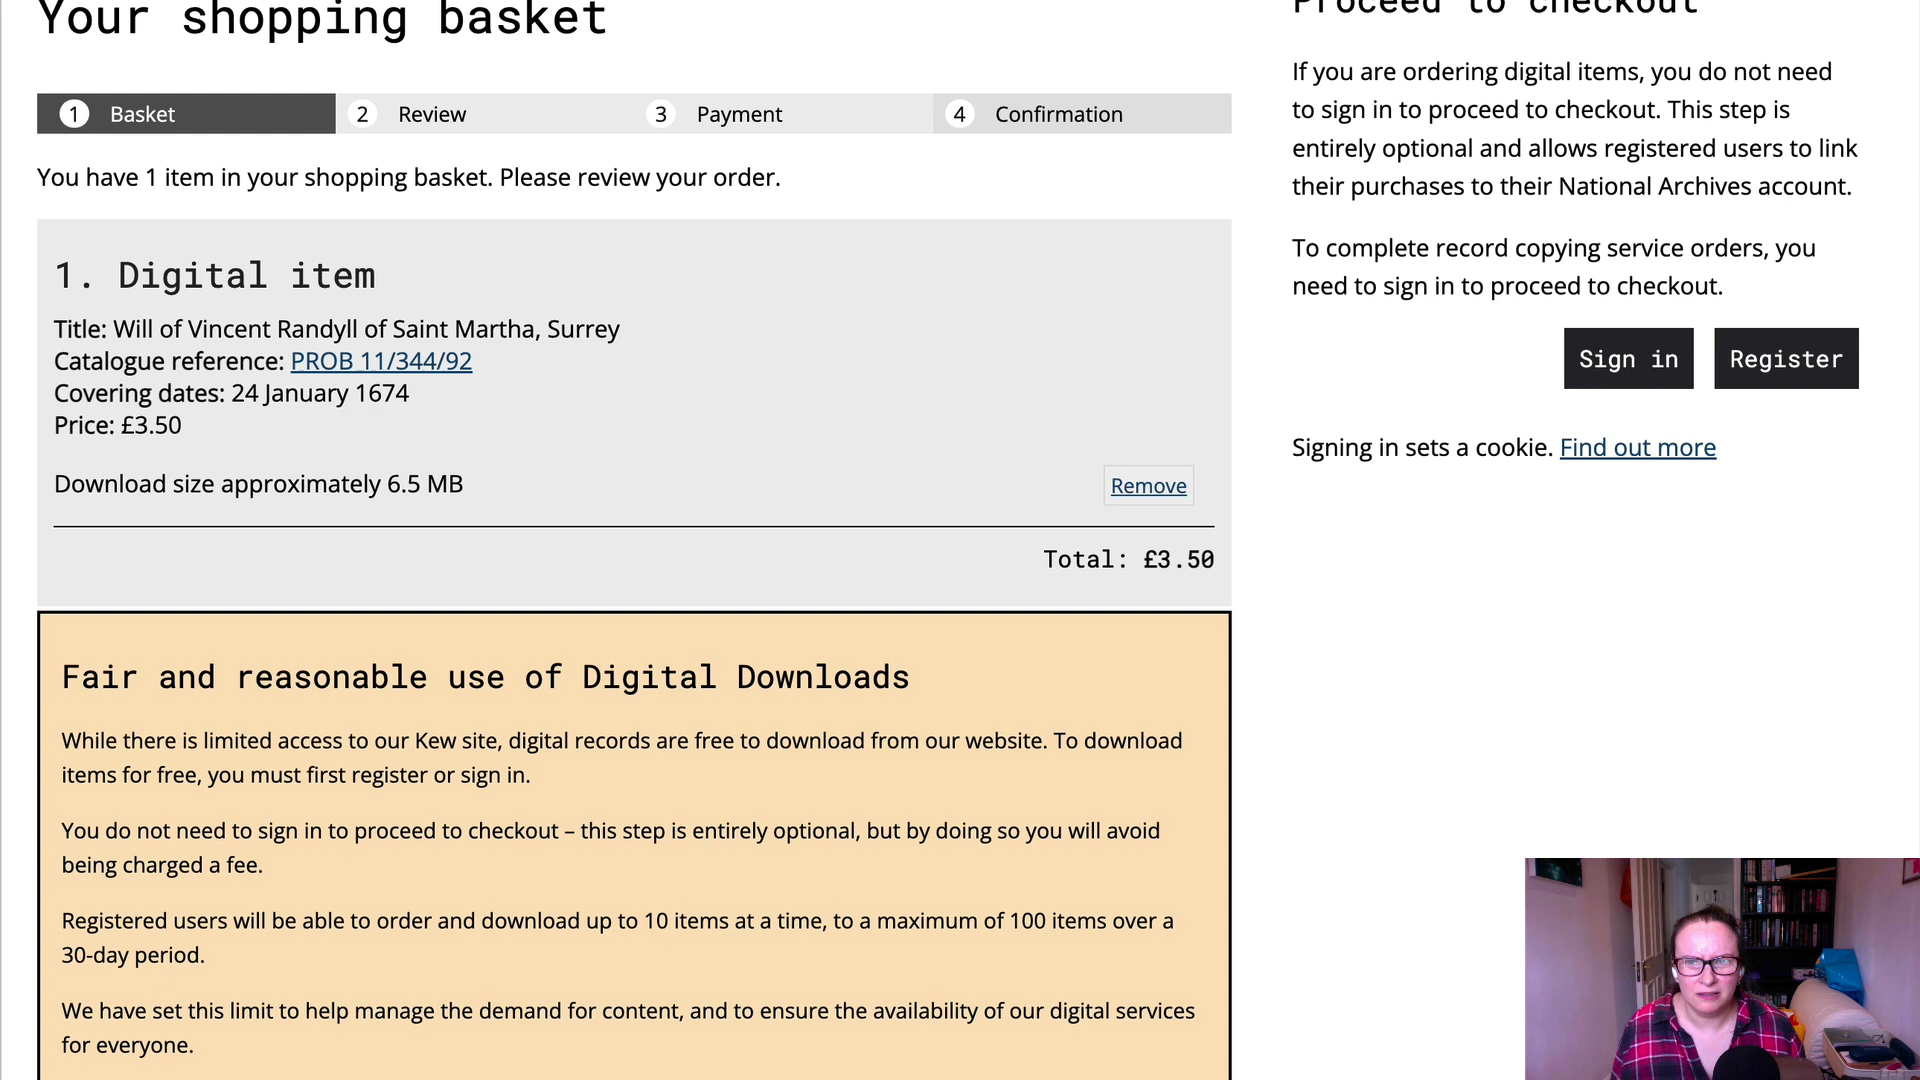 Your shopping basket
1 Basket
2 Review
3 Payment
4 Confirmation
You have 1 item in your shopping basket. Please review your order.
1. Digital item
Title: Will of Vincent Randyll of Saint Martha, Surrey
Catalogue reference: PROB 11/344/92
Covering dates: 24 January 1674
Price: £3.50
Download size approximately 6.5 MB
Remove
Total: £3.50
Fair and reasonable use of Digital Downloads
While there is limited access to our Kew site, digital records are free to download from our website. To download
items for free, you must first register or sign in.
You do not need to sign in to proceed to checkout – this step is entirely optional, but by doing so you will avoid
being charged a fee.
Registered users will be able to order and download up to 10 items at a time, to a maximum of 100 items over a
30-day period.
We have set this limit to help manage the demand for content, and to ensure the availability of our digital services
for everyone.
Proceed to checkout
If you are ordering digital items, you do not need
to sign in to proceed to checkout. This step is
entirely optional and allows registered users to link
their purchases to their National Archives account.
To complete record copying service orders, you
need to sign in to proceed to checkout.
Sign in
Register
Signing in sets a cookie. Find out more